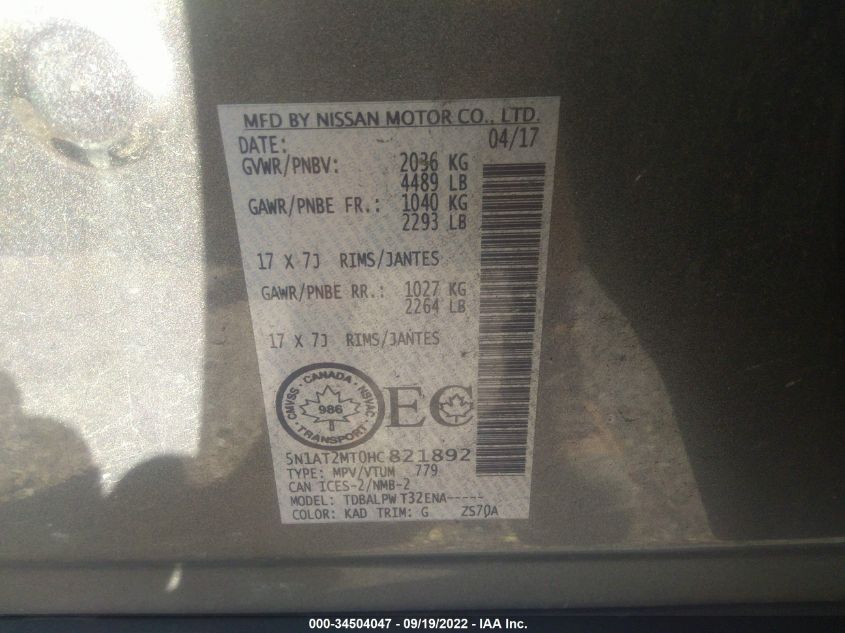 MFD BY NISSAN MOTOR CO., LTD.
DATE: 04/17
GVWR/PNBV: 2036 KG
4489 LB
GAWR/PNBE FR.: 1040 KG
2293 LB
17 X 7J RIMS/JANTES
GAWR/PNBE RR.: 1027 KG
2264 LB
17 X 7J RIMS/JANTES
CANADA
CMVSS · NSVAC
986
TRANSPORT
EC
5N1AT2MT0HC821892
TYPE: MPV/VTUM 779
CAN ICES-2/NMB-2
MODEL: TDBALPW T32ENA-----
COLOR: KAD TRIM: G ZS70A
000-34504047 - 09/19/2022 - IAA Inc.